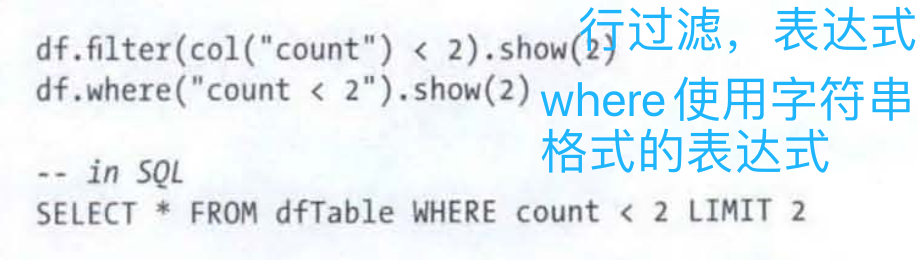 df.filter(col("count") < 2).show(2)
行过滤，表达式
df.where("count < 2").show(2)
where使用字符串
格式的表达式
-- in SQL
SELECT * FROM dfTable WHERE count < 2 LIMIT 2